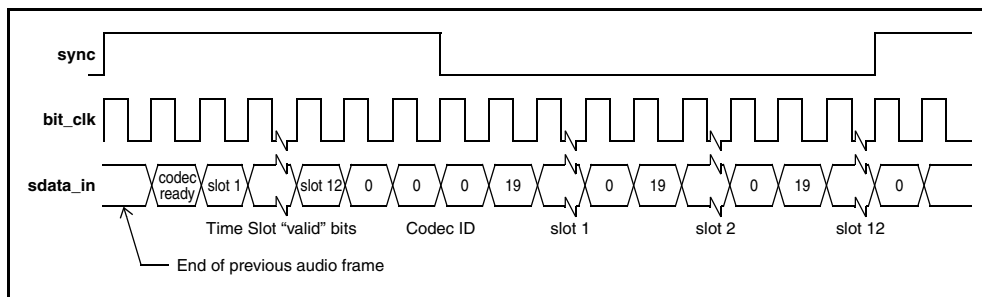 sync
bit_clk
sdata_in
codec
ready
slot 1
slot 12
0
0
0
19
0
19
0
19
0
Time Slot “valid” bits
Codec ID
slot 1
slot 2
slot 12
End of previous audio frame